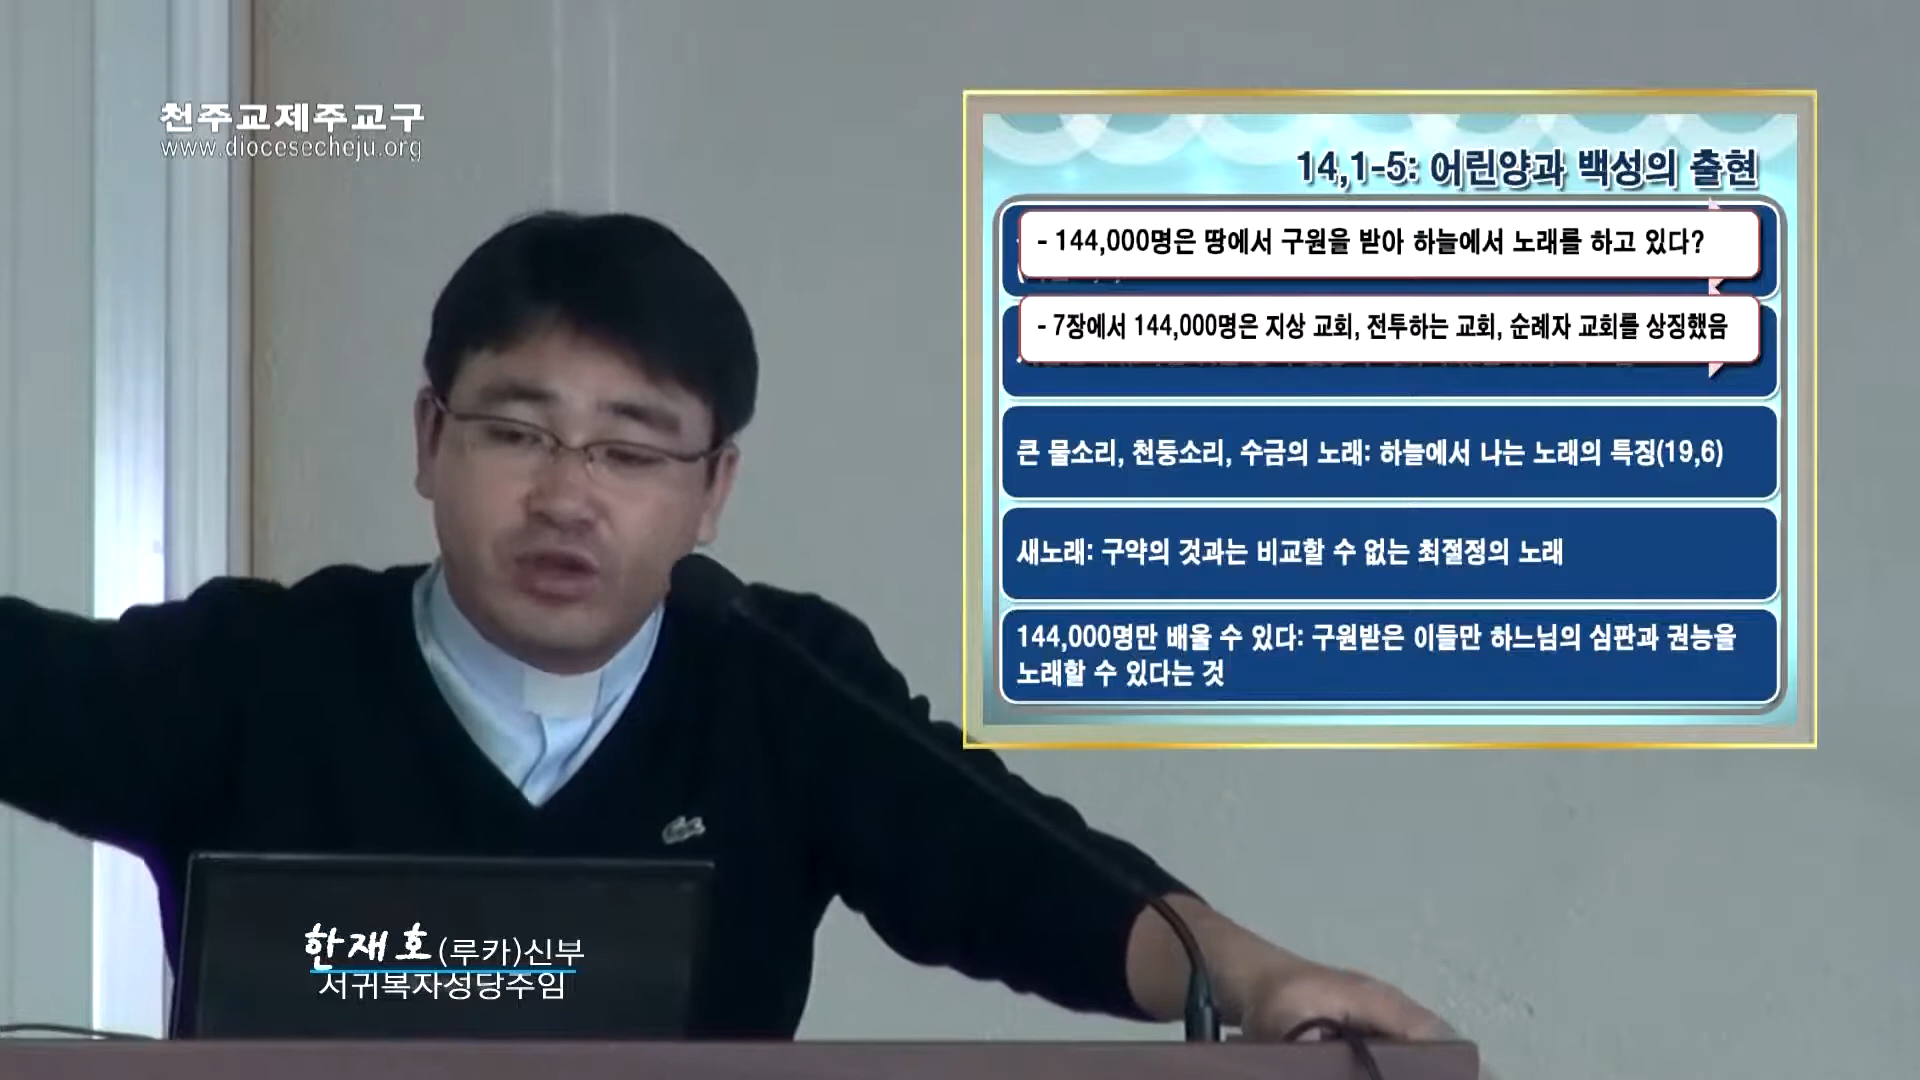 천주교제주교구
www.diocesecheju.org
14,1-5: 어린양과 백성의 출현
- 144,000명은 땅에서 구원을 받아 하늘에서 노래를 하고 있다?
- 7장에서 144,000명은 지상 교회, 전투하는 교회, 순례자 교회를 상징했음
큰 물소리, 천둥소리, 수금의 노래: 하늘에서 나는 노래의 특징(19,6)
새노래: 구약의 것과는 비교할 수 없는 최절정의 노래
144,000명만 배울 수 있다: 구원받은 이들만 하느님의 심판과 권능을
노래할 수 있다는 것
한재호(루카)신부
서귀복자성당주임